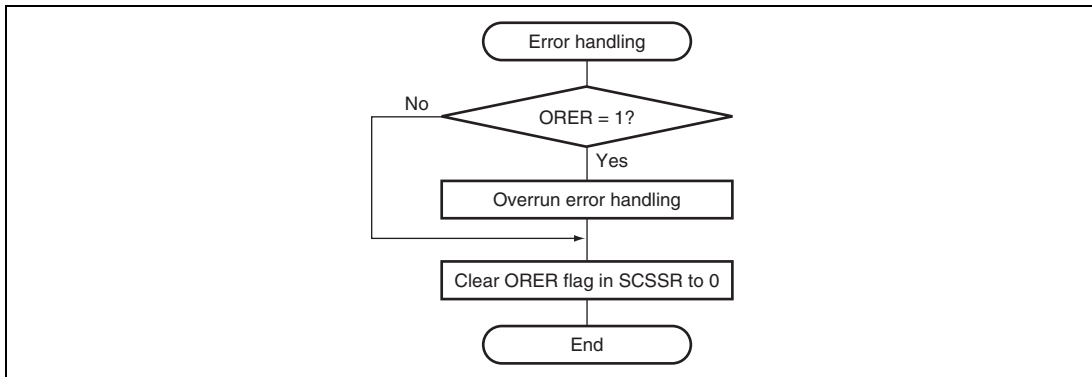 Error handling
No
ORER = 1?
Yes
Overrun error handling
Clear ORER flag in SCSSR to 0
End